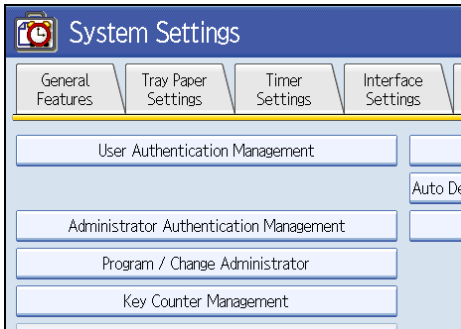 System Settings
General Features
Tray Paper Settings
Timer Settings
Interface Settings
User Authentication Management
Auto
Administrator Authentication Management
Program / Change Administrator
Key Counter Management